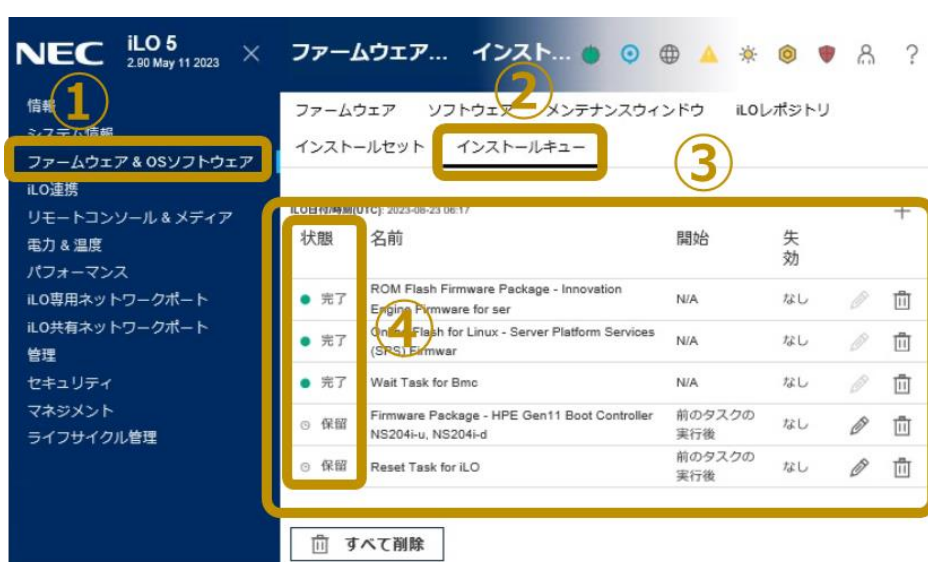 NEC iLO 5 2.90 May 11 2023
ファームウェア... インスト...
①
②
③
④
情報
システム情報
ファームウェア & OSソフトウェア
iLO連携
リモートコンソール & メディア
電力 & 温度
パフォーマンス
iLO専用ネットワークポート
iLO共有ネットワークポート
管理
セキュリティ
マネジメント
ライフサイクル管理
ファームウェア ソフトウェア メンテナンスウィンドウ iLOレポジトリ
インストールセット インストールキュー
iLO日付/時刻(UTC): 2023-08-23 06:17
状態 名前 開始 失効
完了 ROM Flash Firmware Package - Innovation
Engine Firmware for ser N/A なし
完了 Online Flash for Linux - Server Platform Services
(SPS) Firmwar N/A なし
完了 Wait Task for Bmc N/A なし
保留 Firmware Package - HPE Gen11 Boot Controller
NS204i-u, NS204i-d 前のタスクの実行後 なし
保留 Reset Task for iLO 前のタスクの実行後 なし
すべて削除